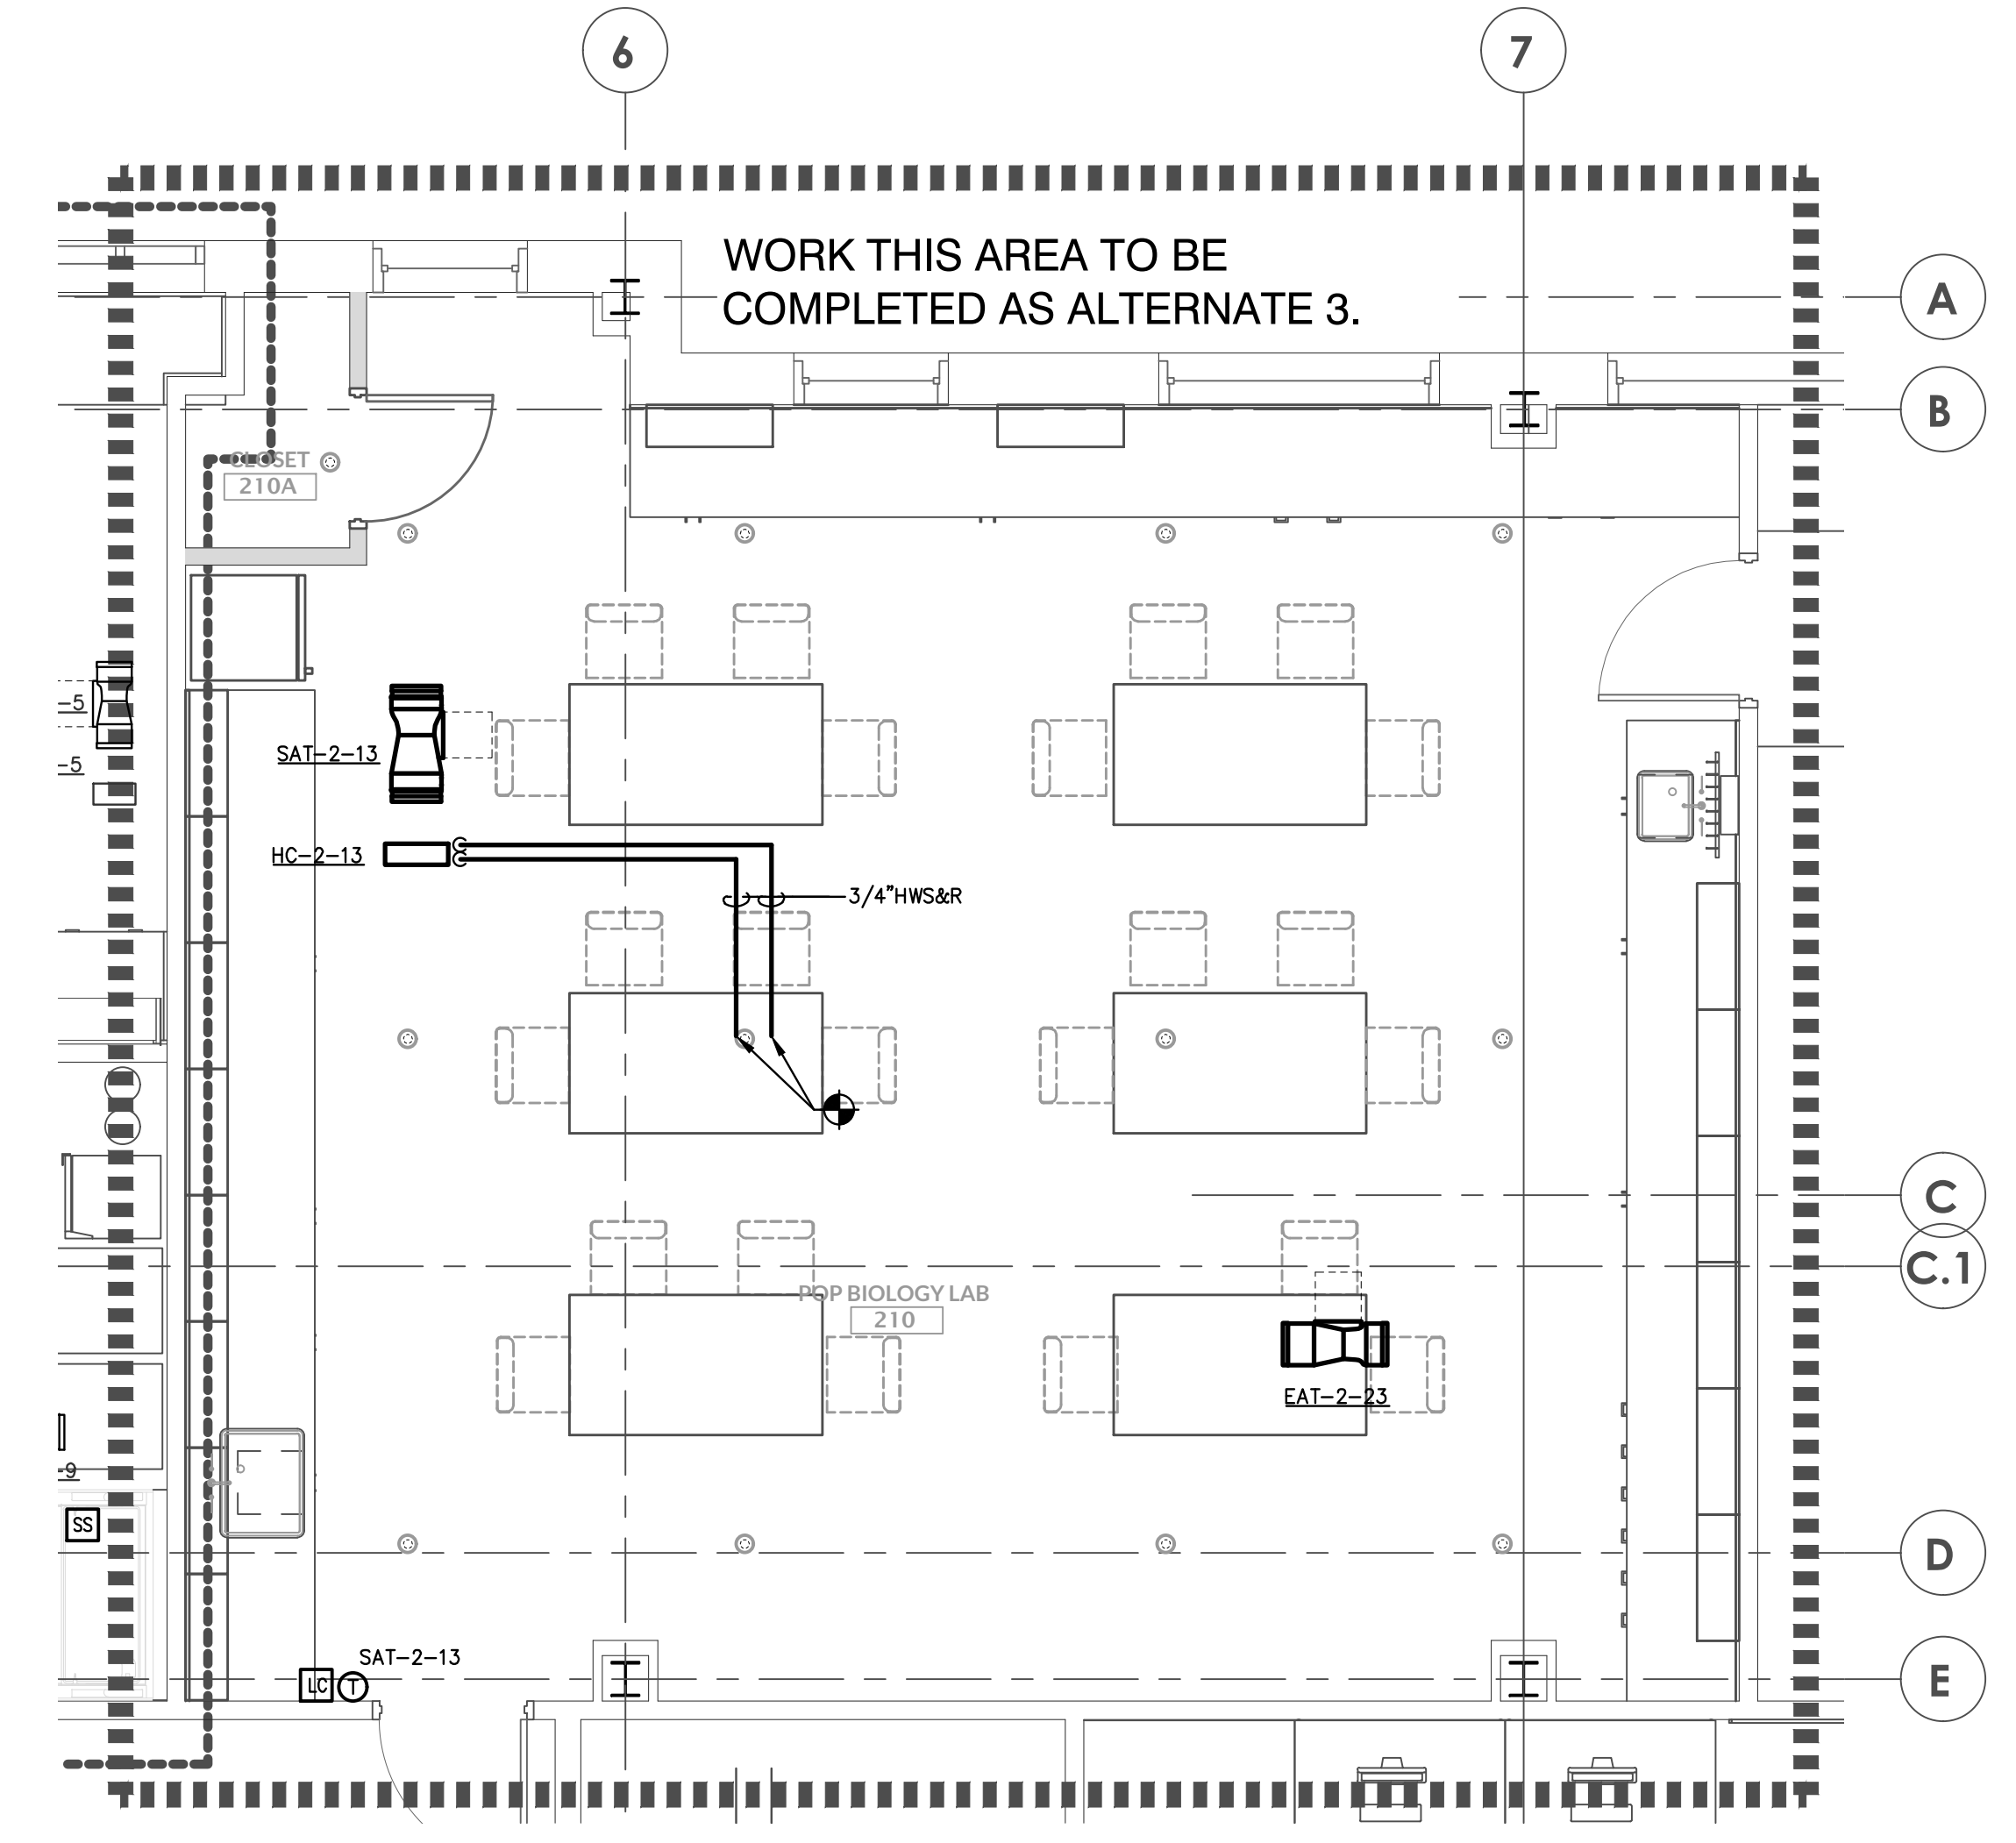 6
7
WORK THIS AREA TO BE
COMPLETED AS ALTERNATE 3.
A
B
CLOSET
210A
-5
SAT-2-13
-5
HC-2-13
3/4"HWS&R
C
C.1
POP BIOLOGY LAB
210
EAT-2-23
-9
SS
D
SAT-2-13
LC
T
E